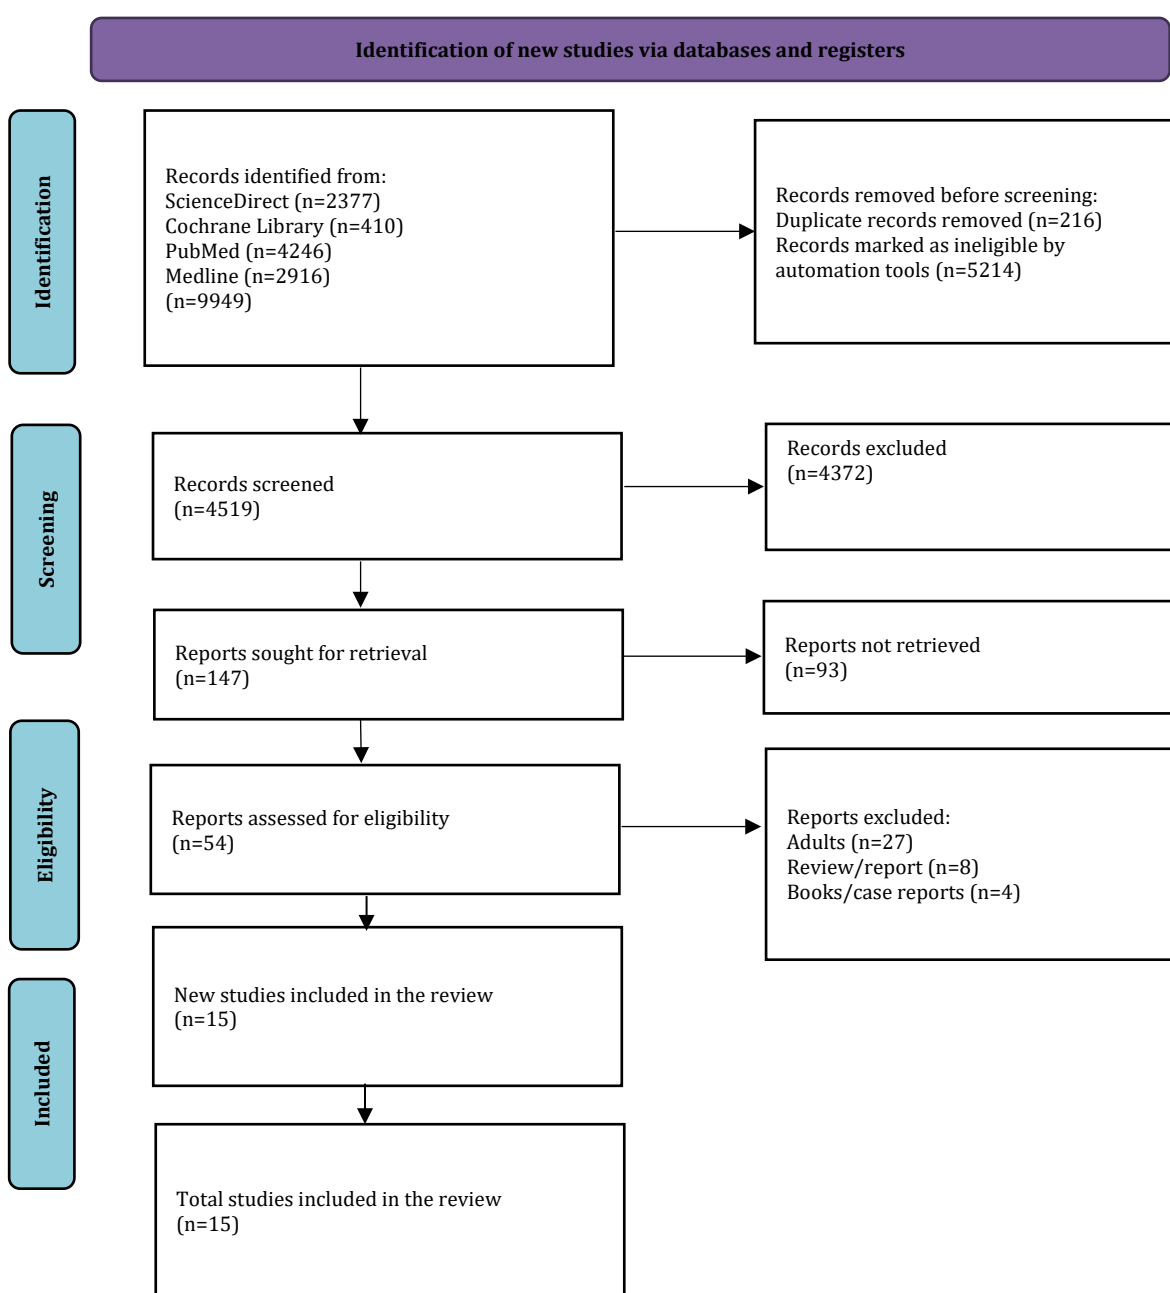 Identification of new studies via databases and registers
Identification
Records identified from:
ScienceDirect (n=2377)
Cochrane Library (n=410)
PubMed (n=4246)
Medline (n=2916)
(n=9949)
Records removed before screening:
Duplicate records removed (n=216)
Records marked as ineligible by
automation tools (n=5214)
Screening
Records screened
(n=4519)
Records excluded
(n=4372)
Reports sought for retrieval
(n=147)
Reports not retrieved
(n=93)
Eligibility
Reports assessed for eligibility
(n=54)
Reports excluded:
Adults (n=27)
Review/report (n=8)
Books/case reports (n=4)
Included
New studies included in the review
(n=15)
Total studies included in the review
(n=15)